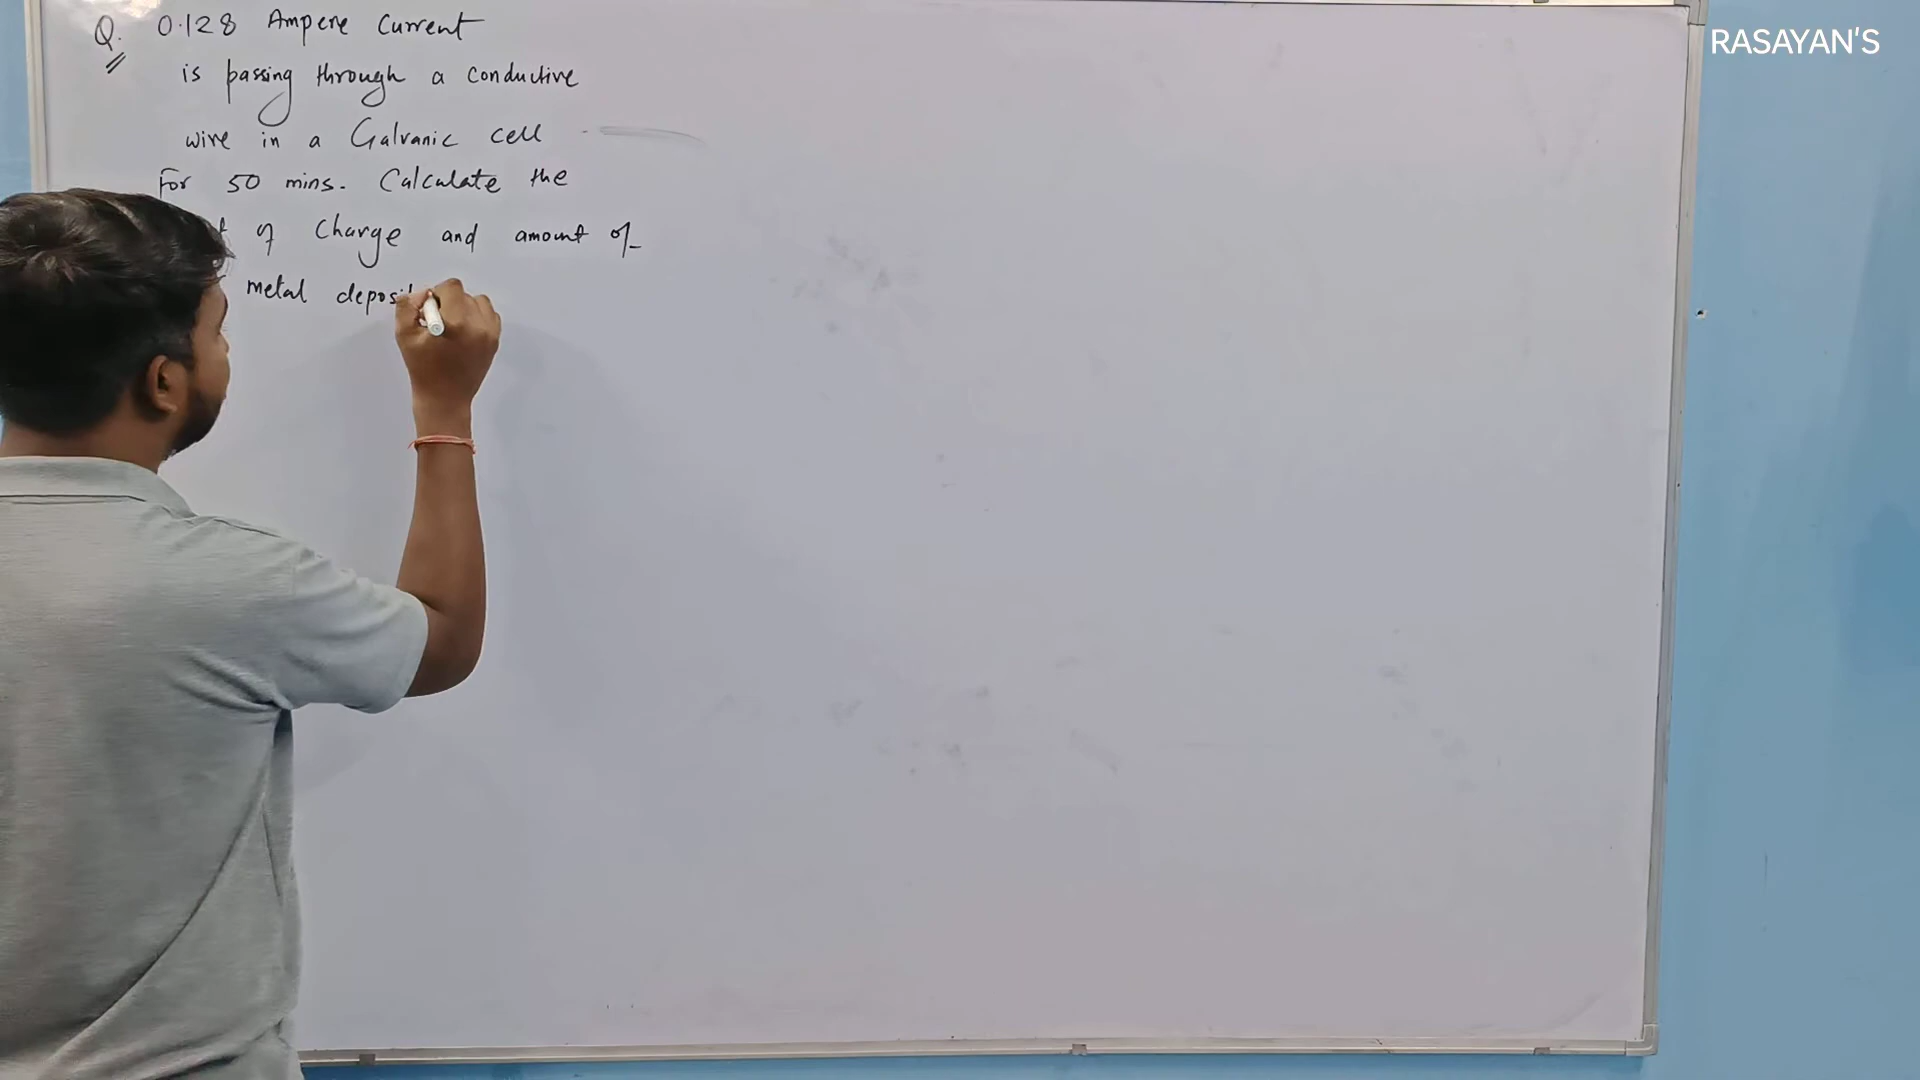 Q. 0.128 Ampere Current
is passing through a conductive
wire in a Galvanic cell
For 50 mins. Calculate the
of Charge and amount of
metal deposit
RASAYAN'S